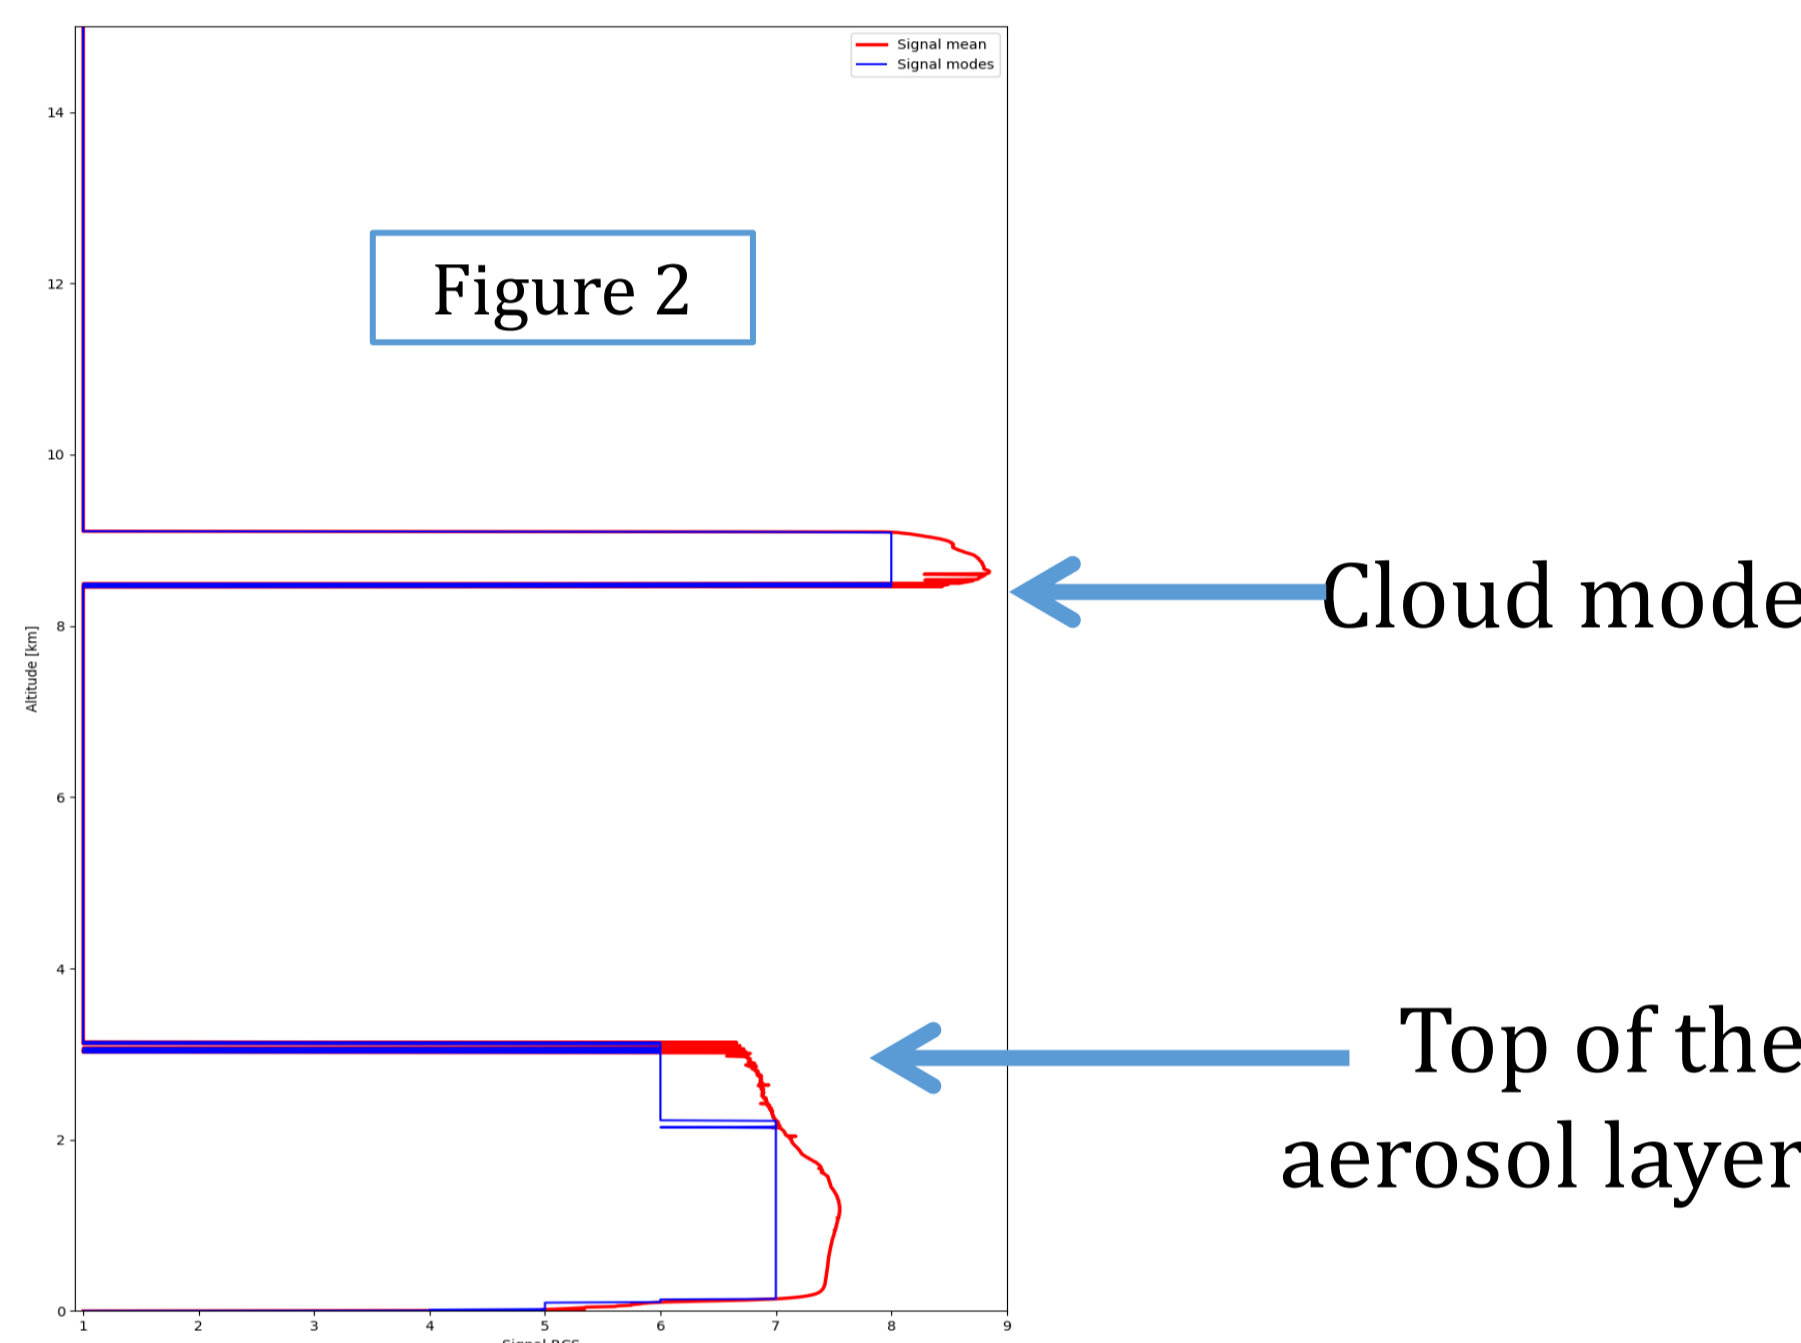 Signal mean
Signal modes
14
Figure 2
12
10
Cloud mode
8
Altitude [km]
6
4
Top of the
aerosol layer
2
0
1 2 3 4 5 6 7 8 9